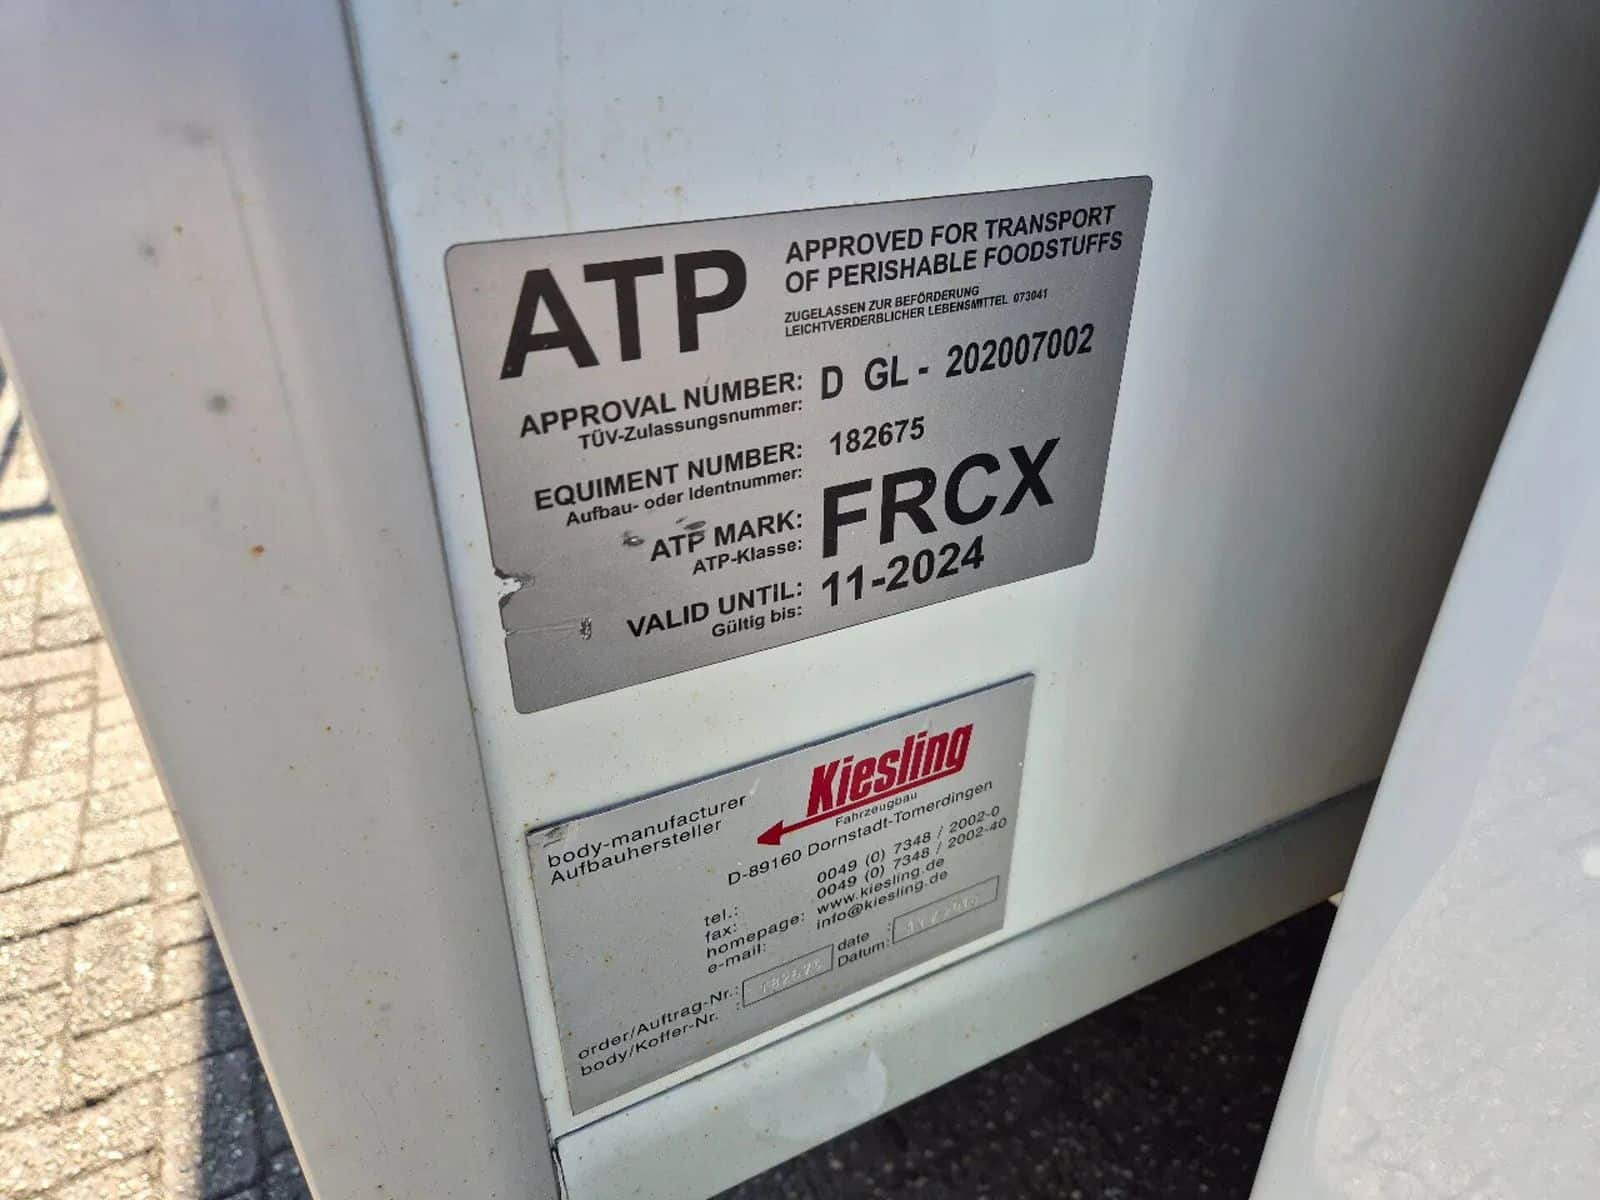 ATP
APPROVED FOR TRANSPORT
OF PERISHABLE FOODSTUFFS
ZUGELASSEN ZUR BEFÖRDERUNG
LEICHTVERDERBLICHER LEBENSMITTEL 073041
APPROVAL NUMBER: D GL - 202007002
TÜV-Zulassungsnummer:
EQUIMENT NUMBER: 182675
Aufbau- oder Identnummer:
ATP MARK: FRCX
ATP-Klasse:
VALID UNTIL: 11-2024
Gültig bis:
body-manufacturer
Aufbauhersteller
Kiesling
Fahrzeugbau
D-89160 Dornstadt-Tomerdingen
tel.: 0049 (0) 7348 / 2002-0
fax: 0049 (0) 7348 / 2002-40
homepage: www.kiesling.de
e-mail: info@kiesling.de
order/Auftrag-Nr.: 182675
body/Koffer-Nr. :
date :
Datum: